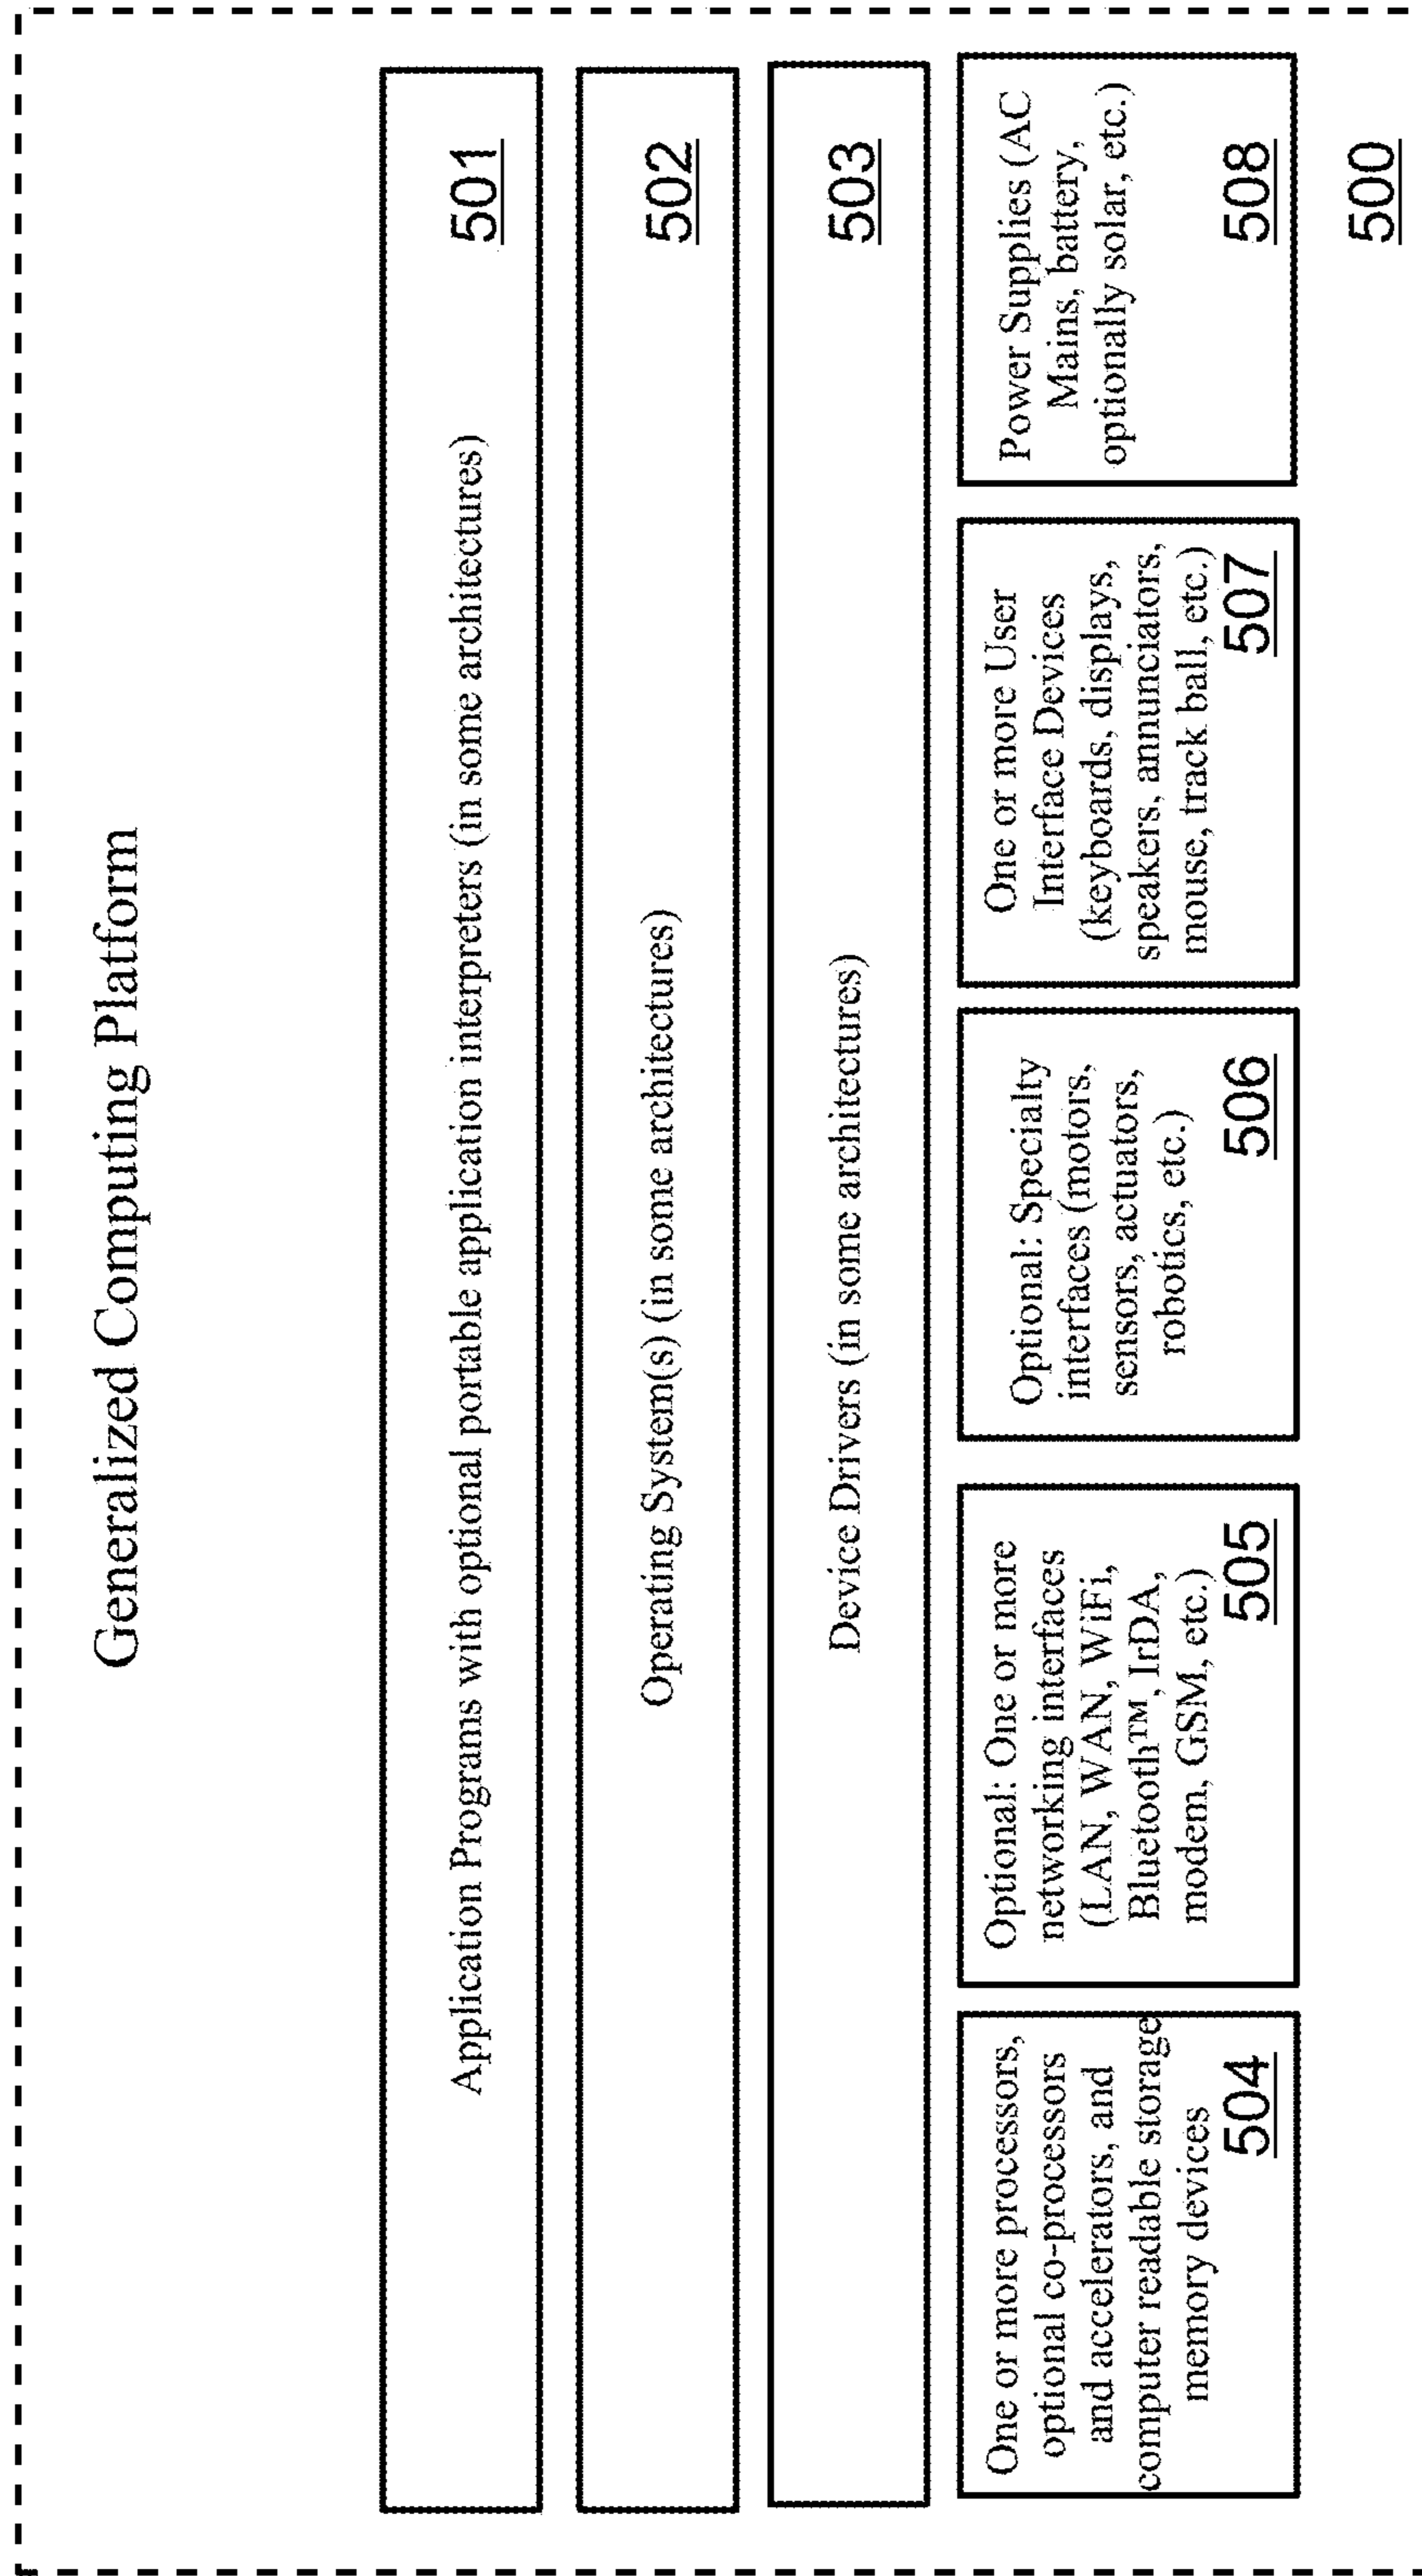 Generalized Computing Platform
Application Programs with optional portable application interpreters (in some architectures)
501
Operating System(s) (in some architectures)
502
Device Drivers (in some architectures)
503
One or more processors,
optional co-processors
and accelerators, and
computer readable storage
memory devices
504
Optional: One or more
networking interfaces
(LAN, WAN, WiFi,
Bluetooth™, IrDA,
modem, GSM, etc.)
505
Optional: Specialty
interfaces (motors,
sensors, actuators,
robotics, etc.)
506
One or more User
Interface Devices
(keyboards, displays,
speakers, annunciators,
mouse, track ball, etc.)
507
Power Supplies (AC
Mains, battery,
optionally solar, etc.)
508
500